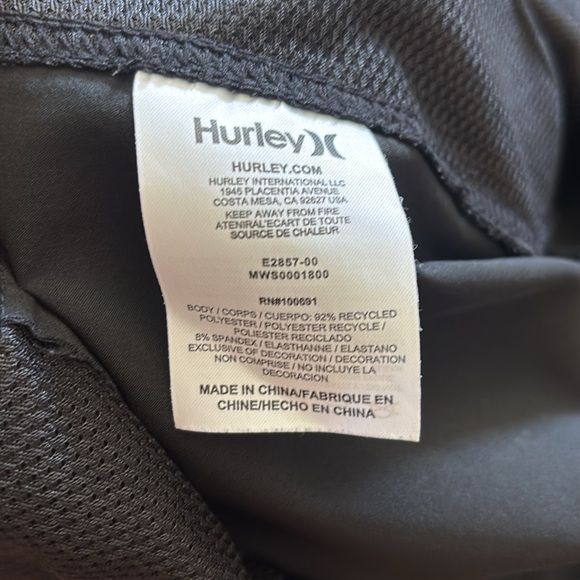 Hurley
HURLEY.COM
HURLEY INTERNATIONAL LLC
1945 PLACENTIA AVENUE
COSTA MESA, CA 92627 USA
KEEP AWAY FROM FIRE
ATENIRAL'ECART DE TOUTE
SOURCE DE CHALEUR
E2857-00
MWS0001800
RN#100691
BODY / CORPS / CUERPO: 92% RECYCLED
POLYESTER / POLYESTER RECYCLE /
POLIESTER RECICLADO
8% SPANDEX / ELASTHANNE / ELASTANO
EXCLUSIVE OF DECORATION / DECORATION
NON COMPRISE / NO INCLUYE LA
DECORACION
MADE IN CHINA/FABRIQUE EN
CHINE/HECHO EN CHINA